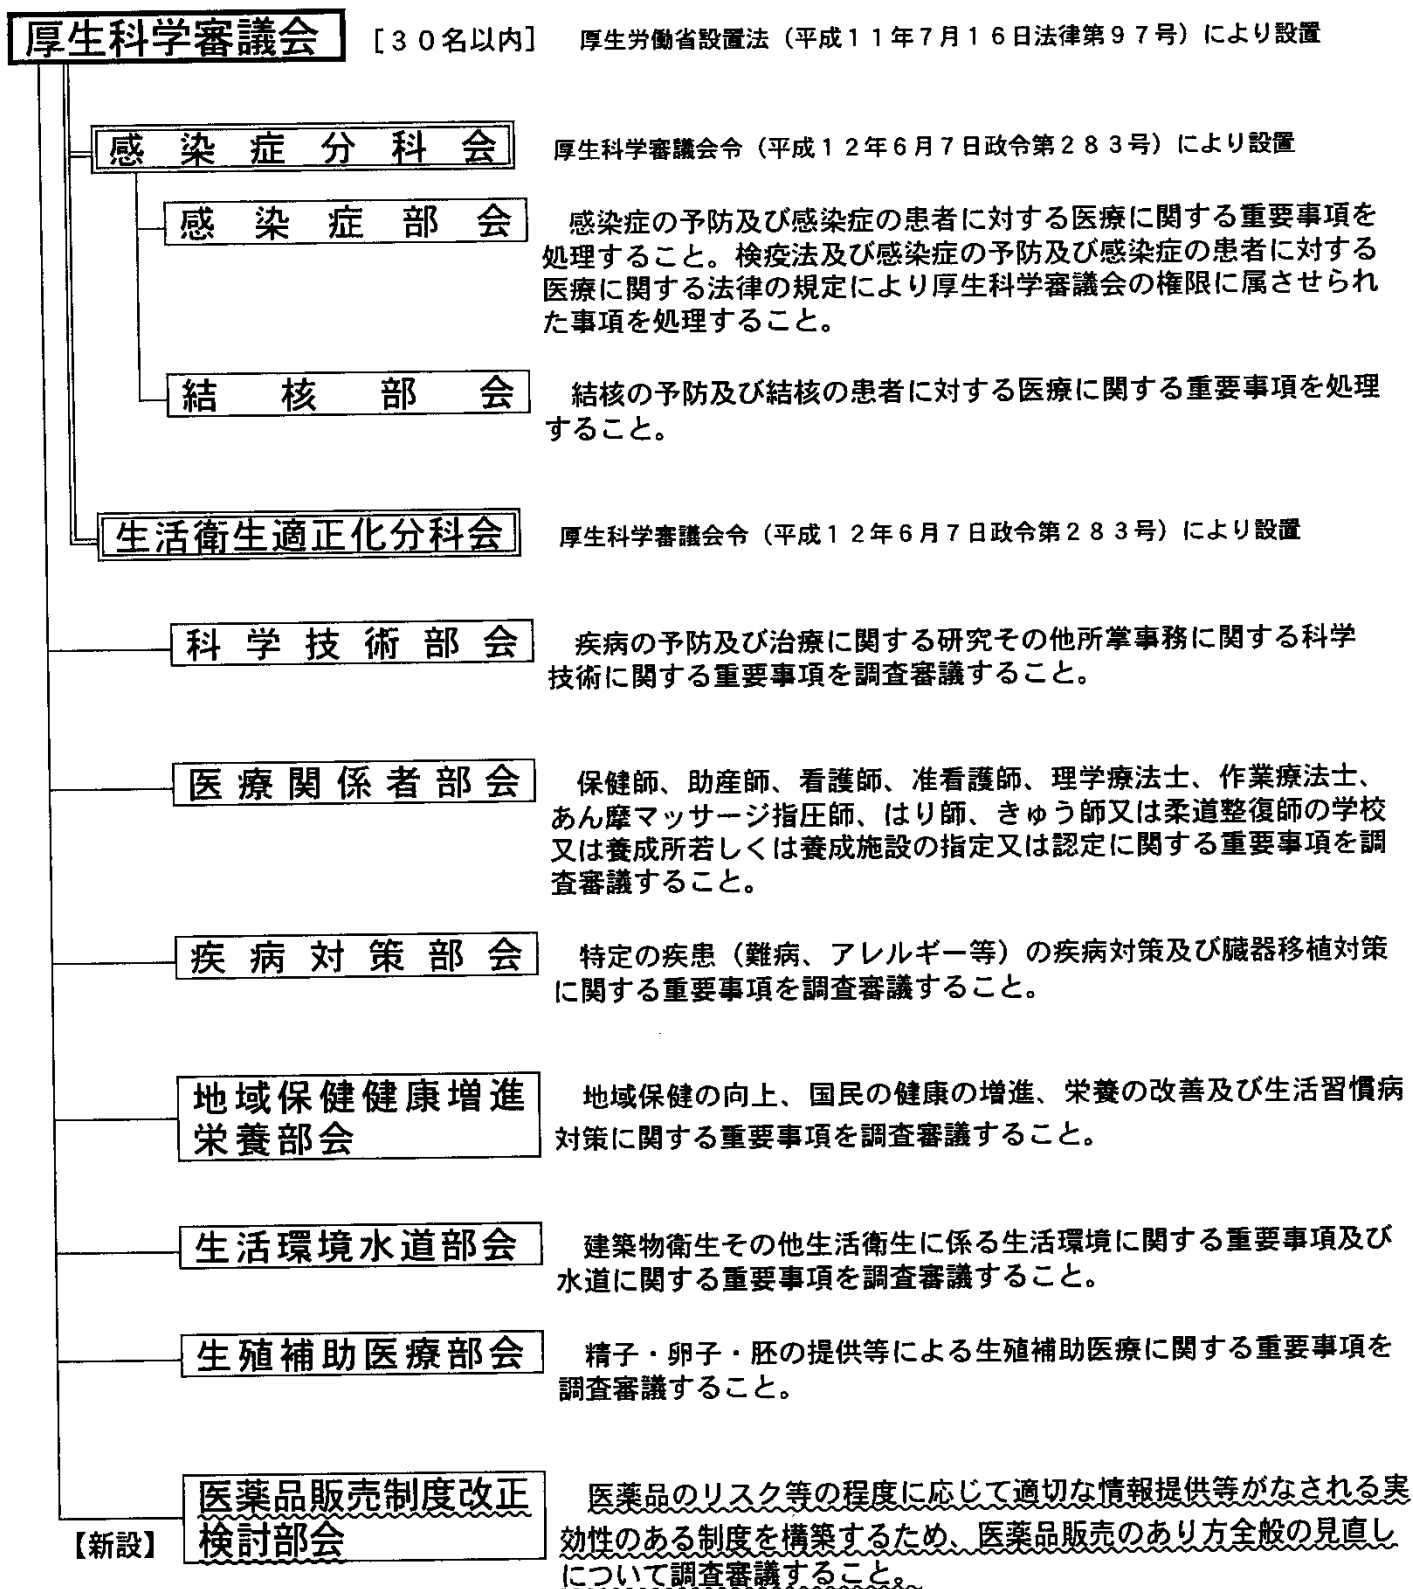 厚生科学審議会 [３０名以内] 厚生労働省設置法（平成１１年７月１６日法律第９７号）により設置
感染症分科会 厚生科学審議会令（平成１２年６月７日政令第２８３号）により設置
感染症部会 感染症の予防及び感染症の患者に対する医療に関する重要事項を
処理すること。検疫法及び感染症の予防及び感染症の患者に対する
医療に関する法律の規定により厚生科学審議会の権限に属させられ
た事項を処理すること。
結核部会 結核の予防及び結核の患者に対する医療に関する重要事項を処理
すること。
生活衛生適正化分科会 厚生科学審議会令（平成１２年６月７日政令第２８３号）により設置
科学技術部会 疾病の予防及び治療に関する研究その他所掌事務に関する科学
技術に関する重要事項を調査審議すること。
医療関係者部会 保健師、助産師、看護師、准看護師、理学療法士、作業療法士、
あん摩マッサージ指圧師、はり師、きゅう師又は柔道整復師の学校
又は養成所若しくは養成施設の指定又は認定に関する重要事項を調
査審議すること。
疾病対策部会 特定の疾患（難病、アレルギー等）の疾病対策及び臓器移植対策
に関する重要事項を調査審議すること。
地域保健健康増進
栄養部会
地域保健の向上、国民の健康の増進、栄養の改善及び生活習慣病
対策に関する重要事項を調査審議すること。
生活環境水道部会 建築物衛生その他生活衛生に係る生活環境に関する重要事項及び
水道に関する重要事項を調査審議すること。
生殖補助医療部会 精子・卵子・胚の提供等による生殖補助医療に関する重要事項を
調査審議すること。
【新設】
医薬品販売制度改正
検討部会
医薬品のリスク等の程度に応じて適切な情報提供等がなされる実
効性のある制度を構築するため、医薬品販売のあり方全般の見直し
について調査審議すること。